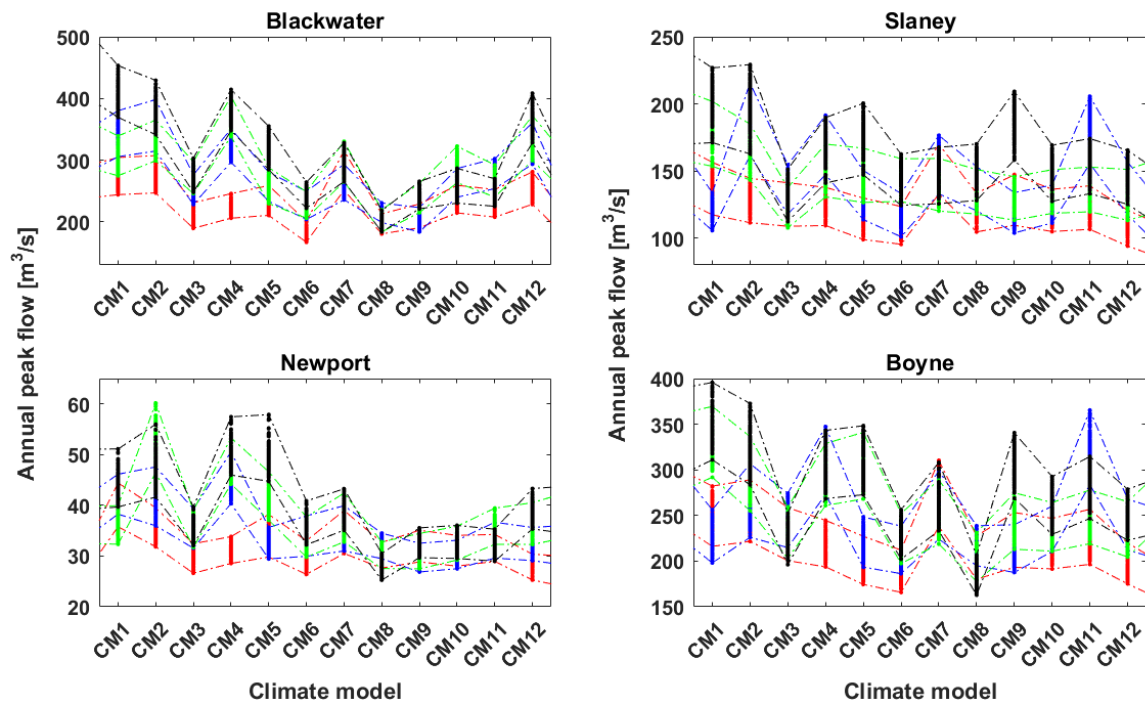 Blackwater
Annual peak flow [m³/s]
500
400
300
200
CM1 CM2 CM3 CM4 CM5 CM6 CM7 CM8 CM9 CM10 CM11 CM12
Slaney
Annual peak flow [m³/s]
250
200
150
100
CM1 CM2 CM3 CM4 CM5 CM6 CM7 CM8 CM9 CM10 CM11 CM12
Newport
60
50
40
30
20
CM1 CM2 CM3 CM4 CM5 CM6 CM7 CM8 CM9 CM10 CM11 CM12
Climate model
Boyne
400
350
300
250
200
150
CM1 CM2 CM3 CM4 CM5 CM6 CM7 CM8 CM9 CM10 CM11 CM12
Climate model